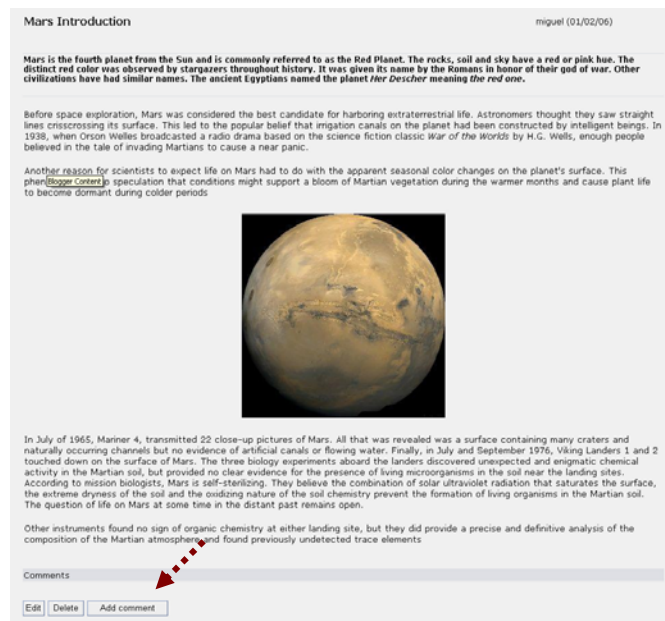 Mars Introduction
miguel (01/02/06)
Mars is the fourth planet from the Sun and is commonly referred to as the Red Planet. The rocks, soil and sky have a red or pink hue. The
distinct red color was observed by stargazers throughout history. It was given its name by the Romans in honor of their god of war. Other
civilizations have had similar names. The ancient Egyptians named the planet Her Descher meaning the red one.
Before space exploration, Mars was considered the best candidate for harboring extraterrestrial life. Astronomers thought they saw straight
lines crisscrossing its surface. This led to the popular belief that irrigation canals on the planet had been constructed by intelligent beings. In
1938, when Orson Welles broadcasted a radio drama based on the science fiction classic War of the Worlds by H.G. Wells, enough people
believed in the tale of invading Martians to cause a near panic.
Another reason for scientists to expect life on Mars had to do with the apparent seasonal color changes on the planet's surface. This
phen Blogger Content o speculation that conditions might support a bloom of Martian vegetation during the warmer months and cause plant life
to become dormant during colder periods
In July of 1965, Mariner 4, transmitted 22 close-up pictures of Mars. All that was revealed was a surface containing many craters and
naturally occurring channels but no evidence of artificial canals or flowing water. Finally, in July and September 1976, Viking Landers 1 and 2
touched down on the surface of Mars. The three biology experiments aboard the landers discovered unexpected and enigmatic chemical
activity in the Martian soil, but provided no clear evidence for the presence of living microorganisms in the soil near the landing sites.
According to mission biologists, Mars is self-sterilizing. They believe the combination of solar ultraviolet radiation that saturates the surface,
the extreme dryness of the soil and the oxidizing nature of the soil chemistry prevent the formation of living organisms in the Martian soil.
The question of life on Mars at some time in the distant past remains open.
Other instruments found no sign of organic chemistry at either landing site, but they did provide a precise and definitive analysis of the
composition of the Martian atmosphere and found previously undetected trace elements
Comments
Edit Delete Add comment